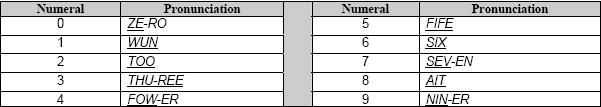 Numeral Pronunciation Numeral Pronunciation
0 ZE-RO 5 FIFE
1 WUN 6 SIX
2 TOO 7 SEV-EN
3 THU-REE 8 AIT
4 FOW-ER 9 NIN-ER